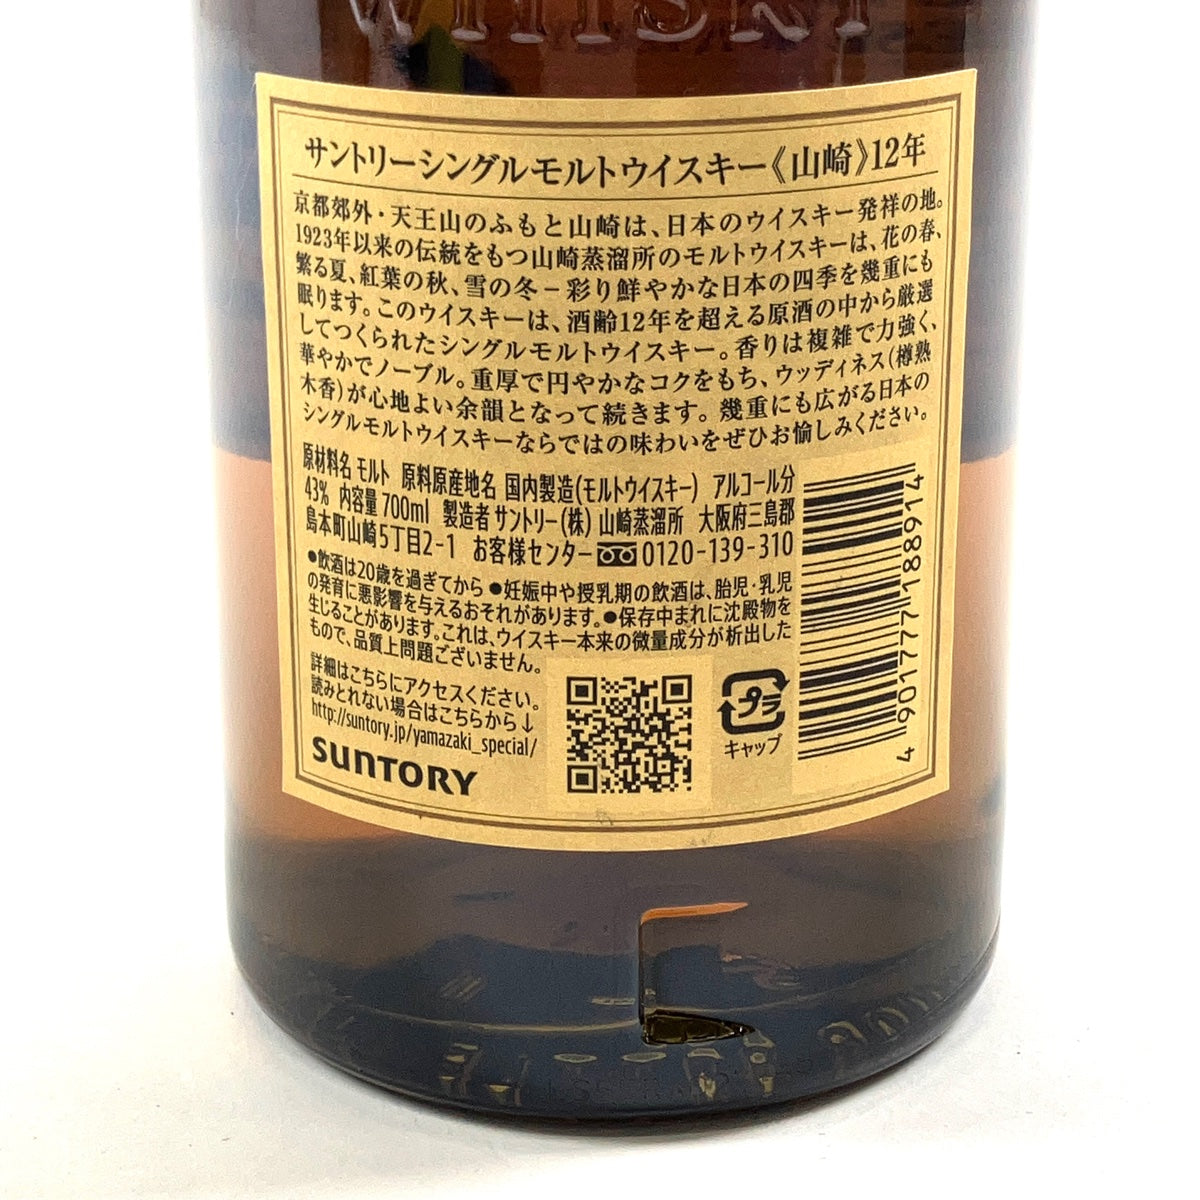 WHISKY
サントリーシングルモルトウイスキー《山崎》12年
京都郊外・天王山のふもと山崎は、日本のウイスキー発祥の地。
1923年以来の伝統をもつ山崎蒸溜所のモルトウイスキーは、花の春、
繁る夏、紅葉の秋、雪の冬−彩り鮮やかな日本の四季を幾重にも
眠ります。このウイスキーは、酒齢12年を超える原酒の中から厳選
してつくられたシングルモルトウイスキー。香りは複雑で力強く、
華やかでノーブル。重厚で円やかなコクをもち、ウッディネス(樽熟
木香)が心地よい余韻となって続きます。幾重にも広がる日本の
シングルモルトウイスキーならではの味わいをぜひお愉しみください。
原材料名 モルト 原料原産地名 国内製造(モルトウイスキー) アルコール分
43% 内容量 700ml 製造者 サントリー(株) 山崎蒸溜所 大阪府三島郡
島本町山崎5丁目2-1 お客様センター 0120-139-310
●飲酒は20歳を過ぎてから ●妊娠中や授乳期の飲酒は、胎児・乳児
の発育に悪影響を与えるおそれがあります。●保存中まれに沈殿物を
生じることがあります。これは、ウイスキー本来の微量成分が析出した
もので、品質上問題ございません。
詳細はこちらにアクセスください。
読みとれない場合はこちらから↓
http://suntory.jp/yamazaki_special/
SUNTORY
プラ
キャップ
4 901777 188914